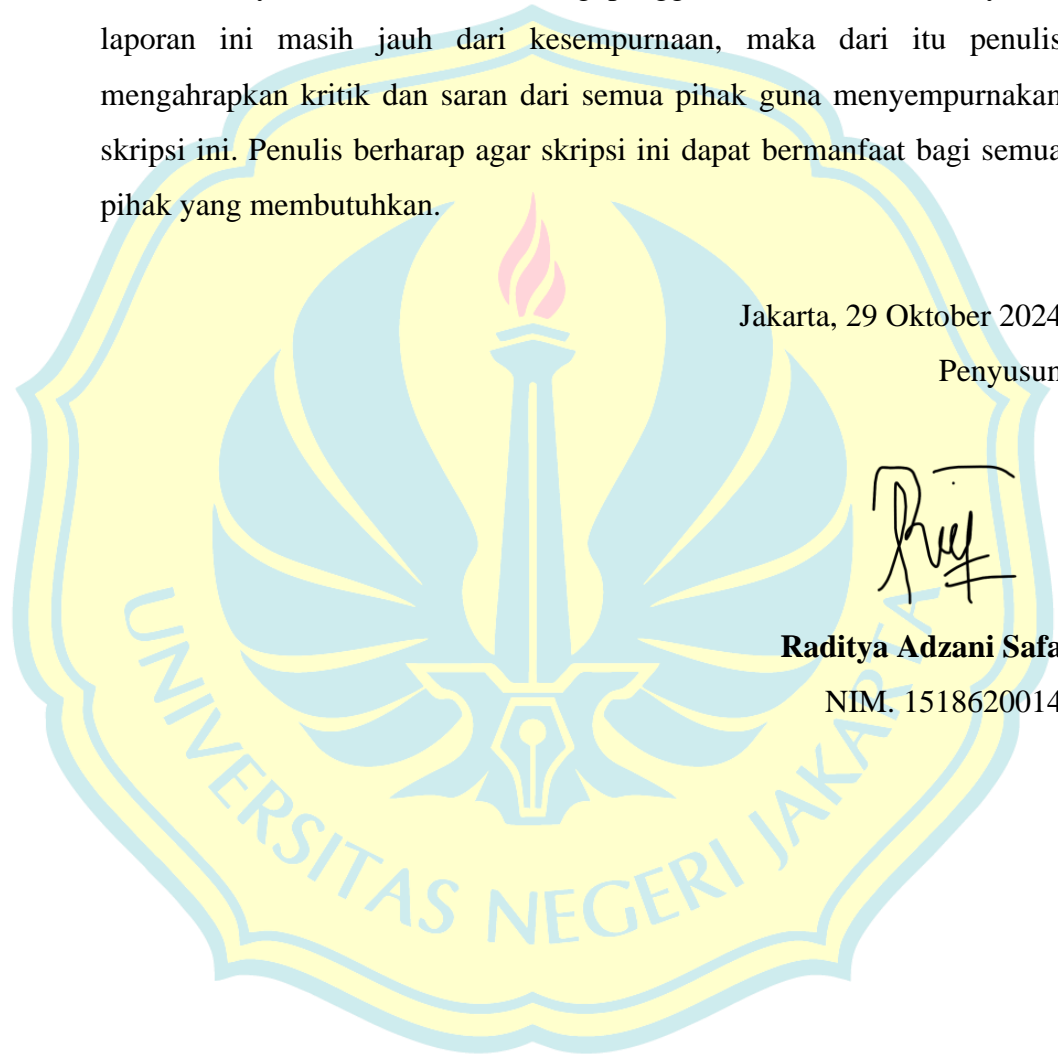 laporan ini masih jauh dari kesempurnaan, maka dari itu penulis
mengahrapkan kritik dan saran dari semua pihak guna menyempurnakan
skripsi ini. Penulis berharap agar skripsi ini dapat bermanfaat bagi semua
pihak yang membutuhkan.
Jakarta, 29 Oktober 2024
Penyusun
Raditya Adzani Safa
NIM. 1518620014
UNIVERSITAS NEGERI JAKARTA